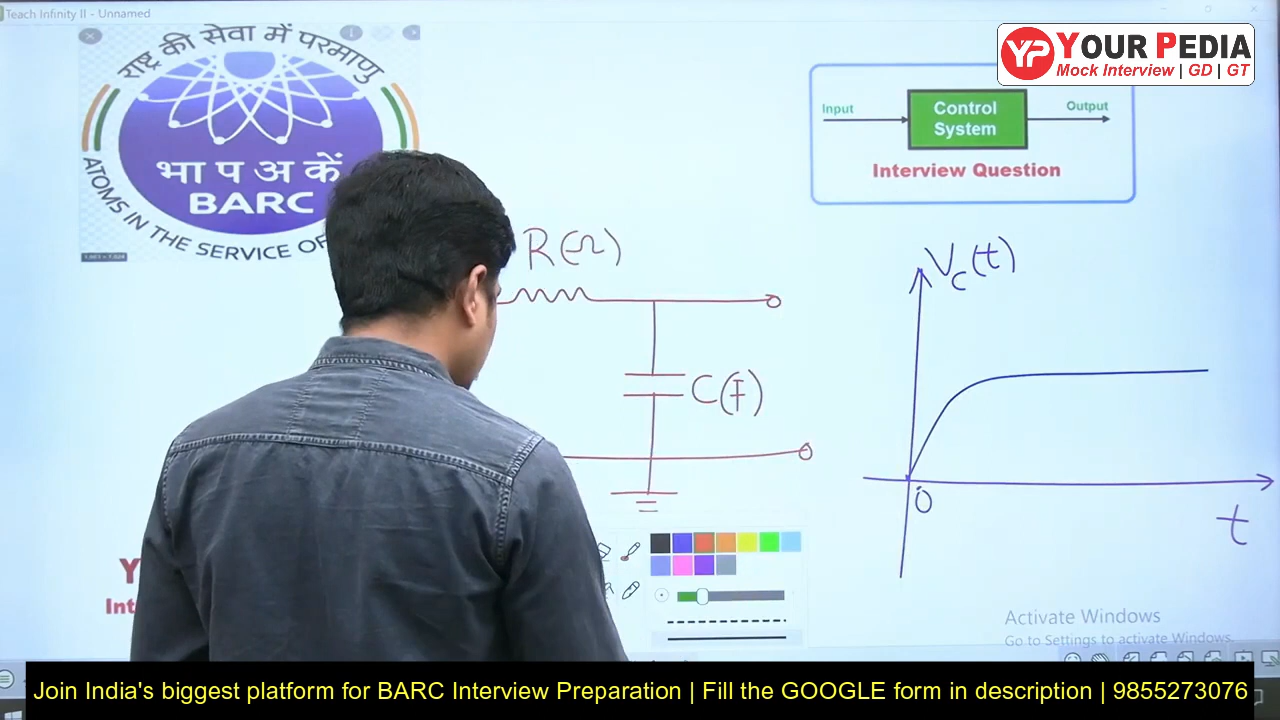 Teach Infinity II - Unnamed
राष्ट्र की सेवा में परमाणु
भा प अ कें
BARC
ATOMS IN THE SERVICE OF
YP YOUR PEDIA
Mock Interview | GD | GT
Input
Control
System
Output
Interview Question
R(Ω)
C(F)
Vc(t)
0
t
Y
Int
Activate Windows
Go to Settings to activate Windows.
Join India's biggest platform for BARC Interview Preparation | Fill the GOOGLE form in description | 9855273076